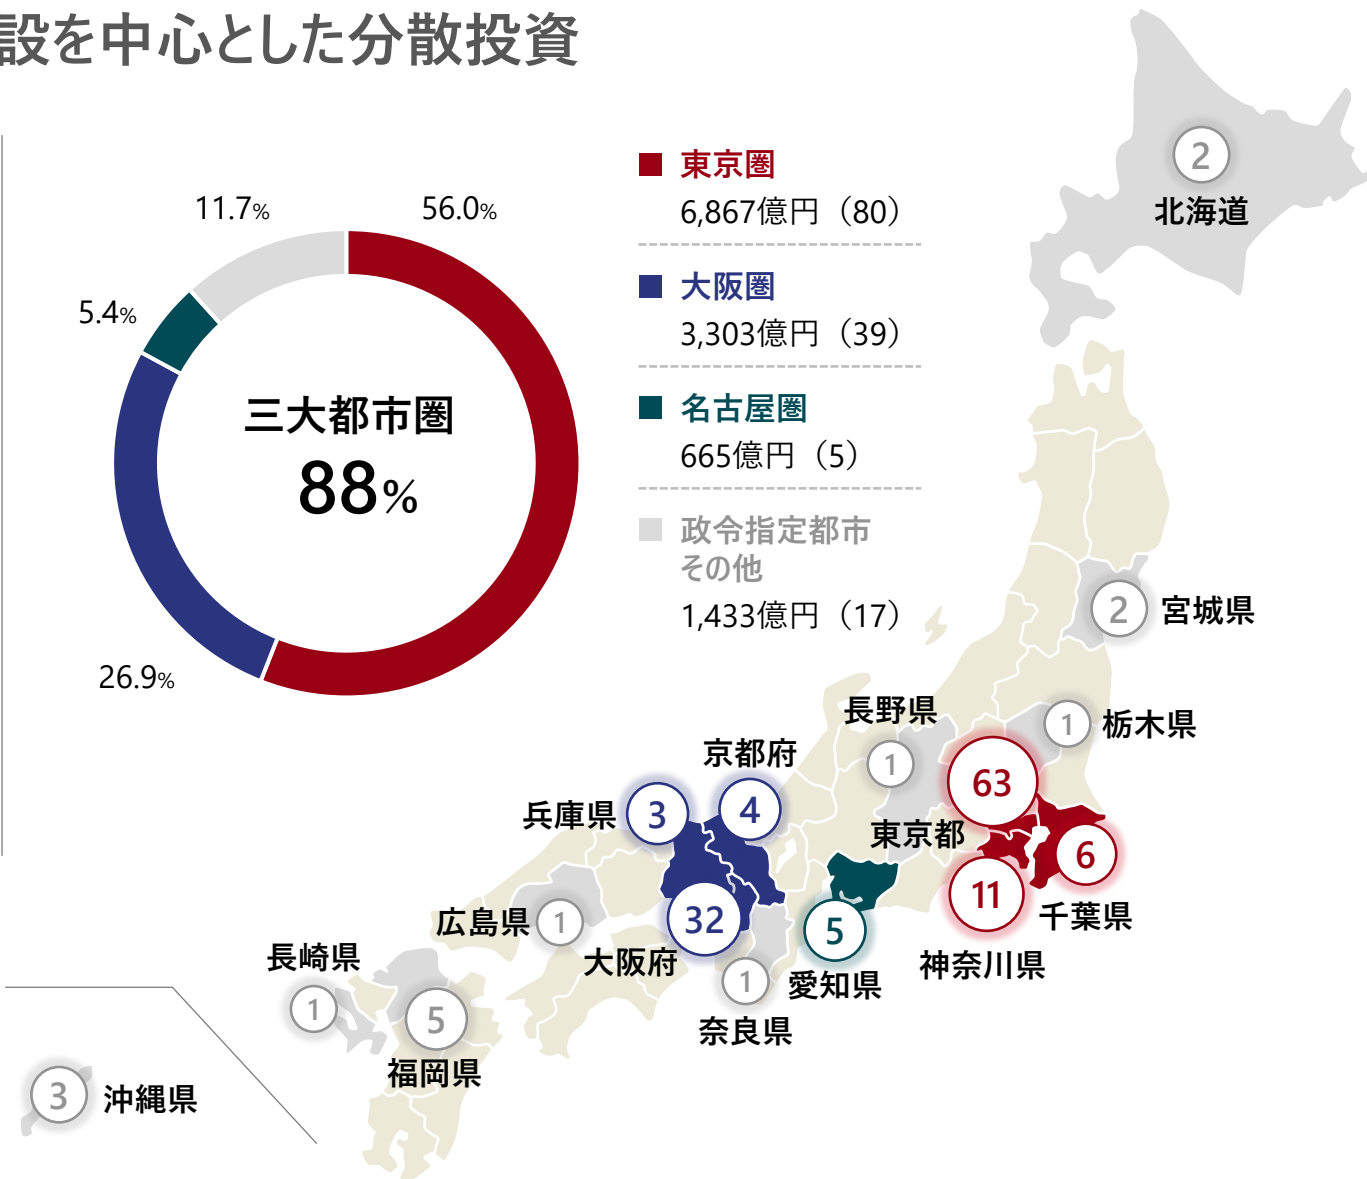 設を中心とした分散投資
11.7%
56.0%
5.4%
26.9%
三大都市圏
88%
東京圏
6,867億円（80）
大阪圏
3,303億円（39）
名古屋圏
665億円（5）
政令指定都市
その他
1,433億円（17）
2
北海道
2
宮城県
1
栃木県
長野県
1
63
東京都
6
千葉県
11
神奈川県
京都府
4
兵庫県
3
32
大阪府
5
愛知県
1
奈良県
広島県
1
長崎県
1
5
福岡県
3
沖縄県